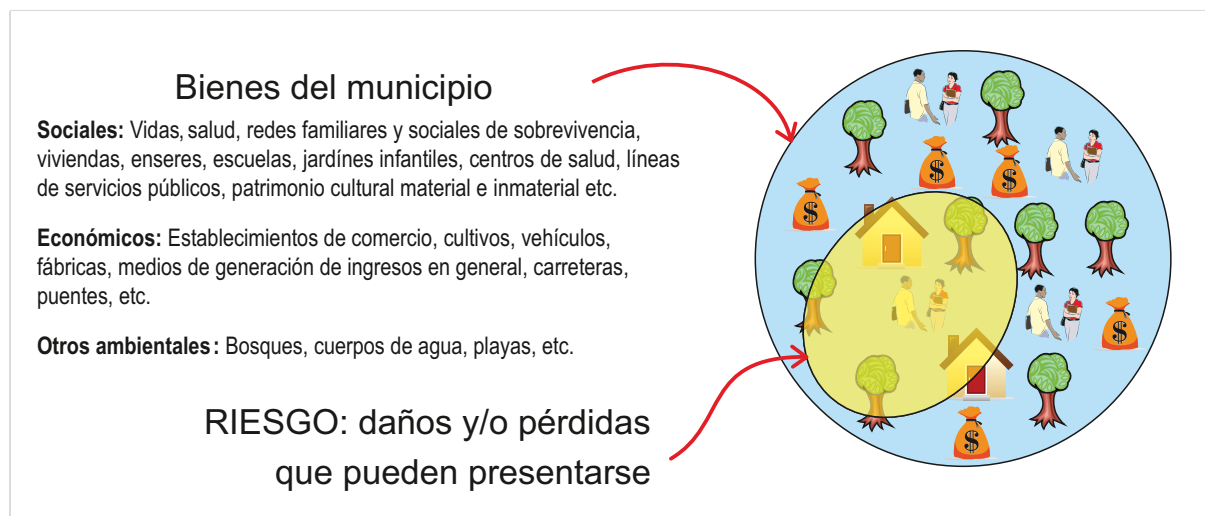 Bienes del municipio
Sociales: Vidas, salud, redes familiares y sociales de sobrevivencia,
viviendas, enseres, escuelas, jardínes infantiles, centros de salud, líneas
de servicios públicos, patrimonio cultural material e inmaterial etc.
Económicos: Establecimientos de comercio, cultivos, vehículos,
fábricas, medios de generación de ingresos en general, carreteras,
puentes, etc.
Otros ambientales: Bosques, cuerpos de agua, playas, etc.
RIESGO: daños y/o pérdidas
que pueden presentarse
$
$
$
$
$